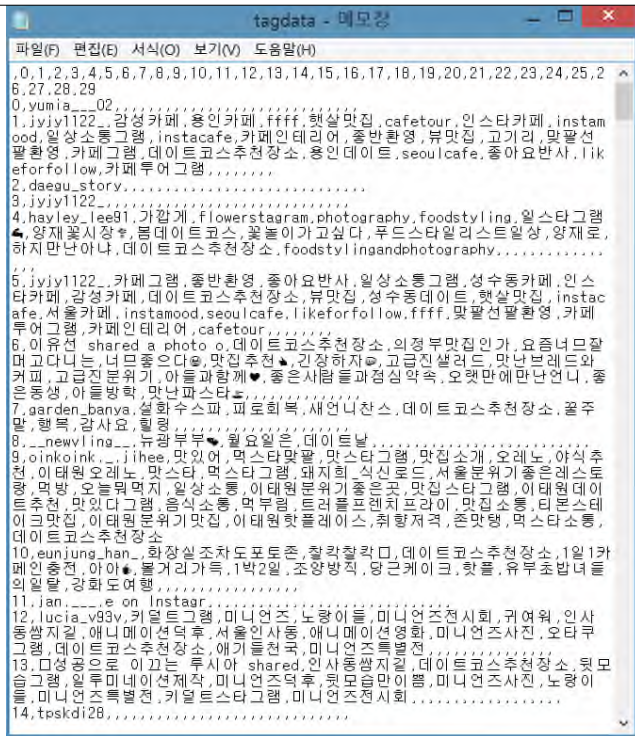 tagdata - 메모장
파일(F) 편집(E) 서식(O) 보기(V) 도움말(H)
,0,1,2,3,4,5,6,7,8,9,10,11,12,13,14,15,16,17,18,19,20,21,22,23,24,25,2
6,27,28,29
0,yumia___02,,,,,,,,,,,,,,,,,,,,,,,,,,,,,
1,jyjy1122_,감성카페,용인카페,ffff,햇살맛집,cafetour,인스타카페,instam
ood,일상소통그램,instacafe,카페인테리어,좋반환영,뷰맛집,고기리,맞팔선
팔환영,카페그램,데이트코스추천장소,용인데이트,seoulcafe,좋아요반사,lik
eforfollow,카페투어그램,,,,,,,,
2,daegu_story,,,,,,,,,,,,,,,,,,,,,,,,,,,,,
3,jyjy1122_,,,,,,,,,,,,,,,,,,,,,,,,,,,,,
4,hayley_lee91,가깝게,flowerstagram,photography,foodstyling,일스타그램
,양재꽃시장,봄데이트코스,꽃놀이가고싶다,푸드스타일리스트일상,양재로,
하지만난아냐,데이트코스추천장소,foodstylingandphotography,,,,,,,,,,,,,
,,,
5,jyjy1122_,카페그램,좋반환영,좋아요반사,일상소통그램,성수동카페,인스
타카페,감성카페,데이트코스추천장소,뷰맛집,성수동데이트,햇살맛집,instac
afe,서울카페,instamood,seoulcafe,likeforfollow,ffff,맞팔선팔환영,카페
투어그램,카페인테리어,cafetour,,,,,,,,
6,이유선 shared a photo o,데이트코스추천장소,의정부맛집인가,요즘너므잘
머고다니는,너므좋으다,맛집추천,긴장하자,고급진샐러드,맛난브레드와
커피,고급진분위기,아들과함께♥,좋은사람들과점심약속,오랫만에만난언니,좋
은동생,아들방학,맛난파스타,,,,,,,,,,,,,,
7,garden_banya,설화수스파,피로회복,새언니찬스,데이트코스추천장소,꿀주
말,행복,감사요,힐링,,,,,,,,,,,,,,,,,,,,,
8,__newvling__,뉴광부부,월요일은,데이트날,,,,,,,,,,,,,,,,,,,,,,,,,,
9,oinkoink._.jihee,맛있어,먹스타맞팔,맛스타그램,맛집소개,오레노,야식추
천,이태원오레노,맛스타,먹스타그램,돼지희_식신로드,서울분위기좋은레스토
랑,먹방,오늘뭐먹지,일상소통,이태원분위기좋은곳,맛집스타그램,이태원데이
트추천,맛있다그램,음식소통,먹부림,트러플프렌치프라이,맛집소통,티본스테
이크맛집,이태원분위기맛집,이태원핫플레이스,취향저격,존맛탱,먹스타소통,
데이트코스추천장소
10,eunjung_han_,화장실조차도포토존,찰칵찰칵□,데이트코스추천장소,1일1카
페인충전,아아,볼거리가득,1박2일,조양방직,당근케이크,핫플,유부초밥녀들
의일탈,강화도여행,,,,,,,,,,,,,,,,,
11,jan.____.e on Instagr,,,,,,,,,,,,,,,,,,,,,,,,,,,,,
12,lucia_v93v,키덜트그램,미니언즈,노랑이들,미니언즈전시회,귀여워,인사
동쌈지길,애니메이션덕후,서울인사동,애니메이션영화,미니언즈사진,오타쿠
그램,데이트코스추천장소,애기들천국,미니언즈특별전,,,,,,,,,,,,,,,
13,□성공으로 이끄는 루시아 shared,인사동쌈지길,데이트코스추천장소,뒷모
습그램,일루미네이션제작,미니언즈덕후,뒷모습만이쁨,미니언즈사진,노랑이
들,미니언즈특별전,키덜트스타그램,미니언즈전시회,,,,,,,,,,,,,,,,,,
14,tpskdi28,,,,,,,,,,,,,,,,,,,,,,,,,,,,,